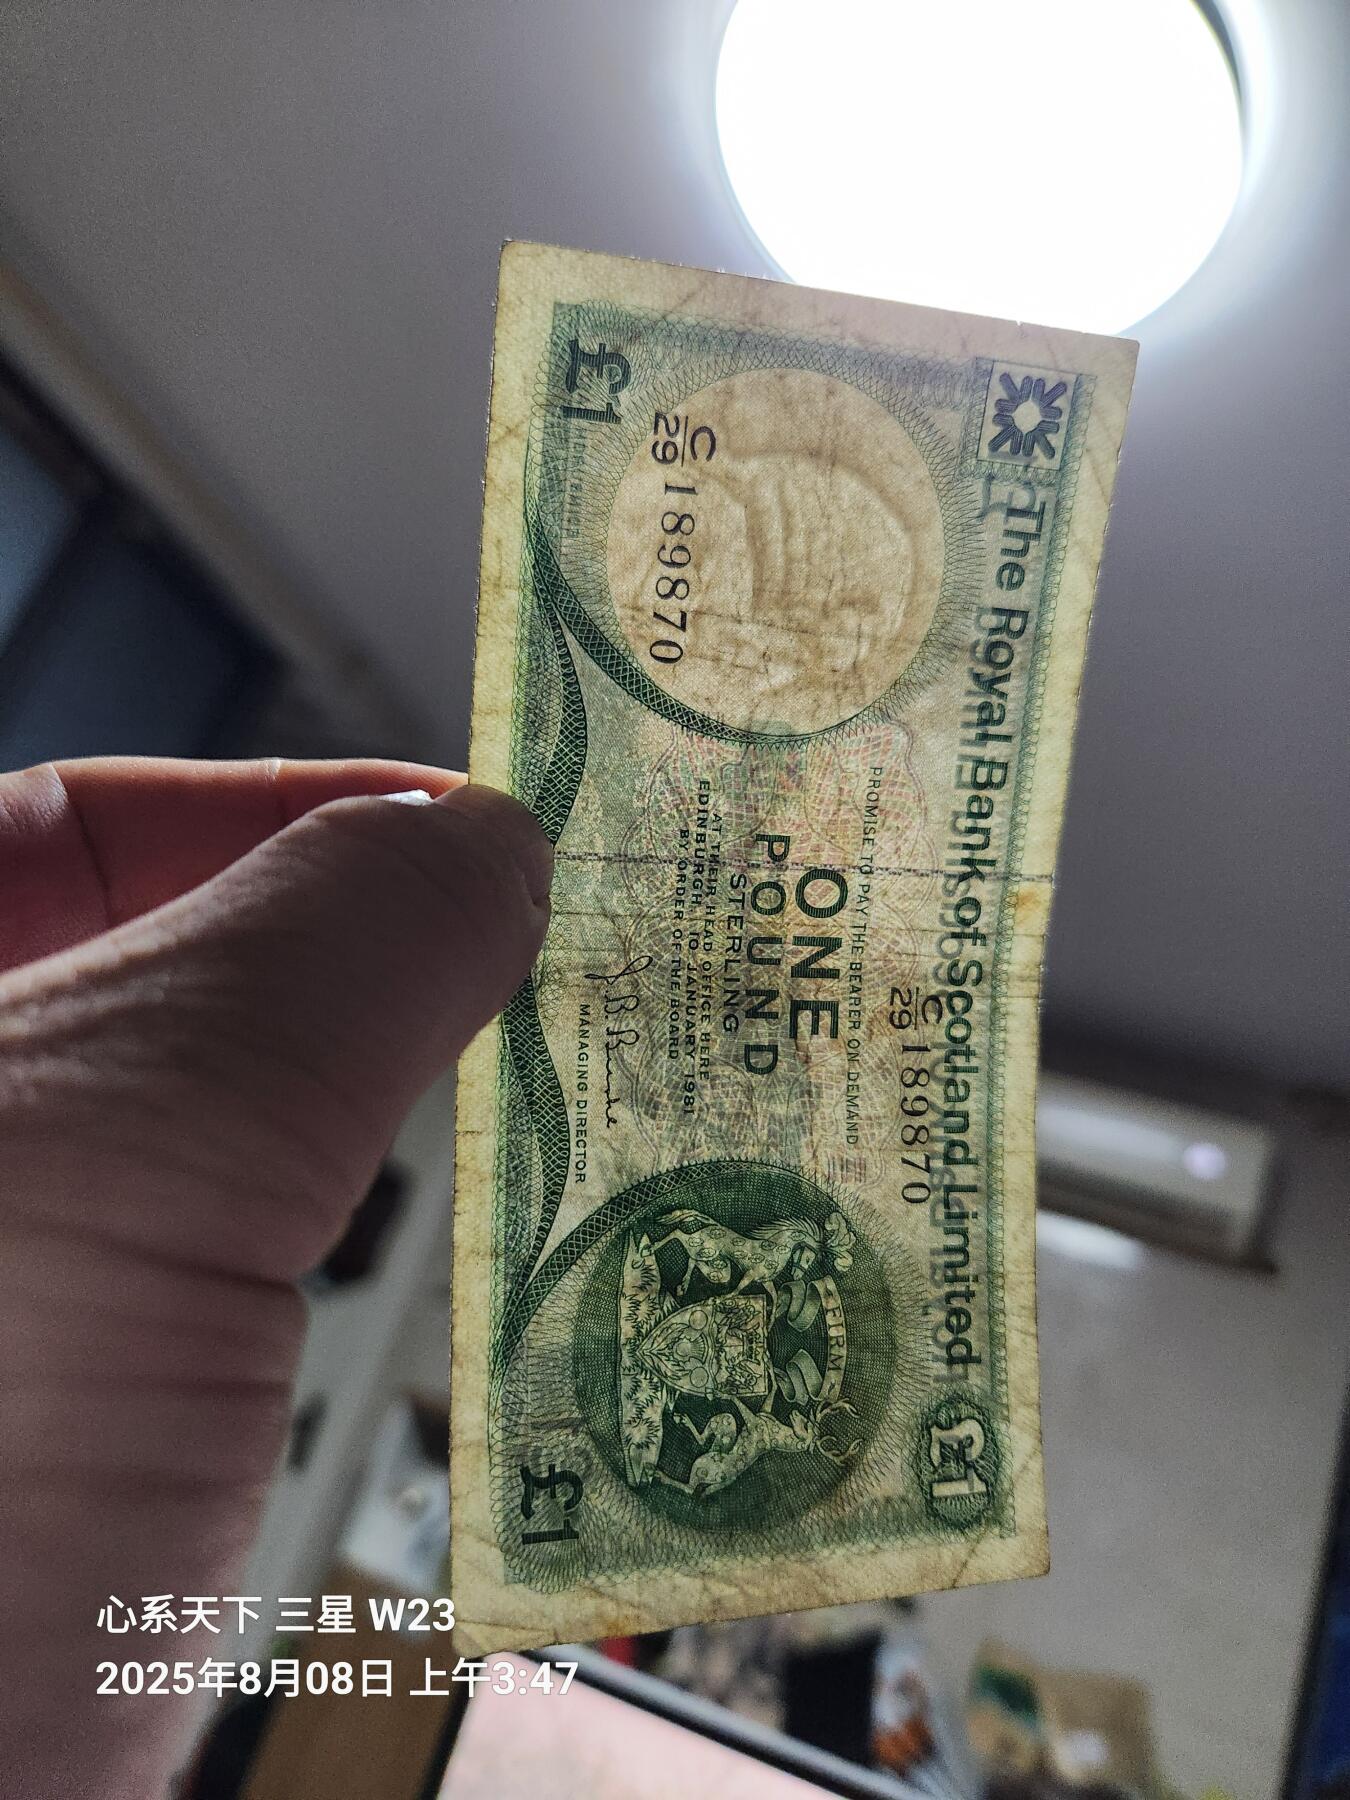 The Royal Bank of Scotland Limited
£1
C
29 189870
PROMISE TO PAY THE BEARER ON DEMAND
ONE
POUND
STERLING
AT THEIR HEAD OFFICE HERE
EDINBURGH, 10 JANUARY 1981
BY ORDER OF THE BOARD
MANAGING DIRECTOR
C
29 189870
FIRM
£1
£1
心系天下 三星 W23
2025年8月08日 上午3:47